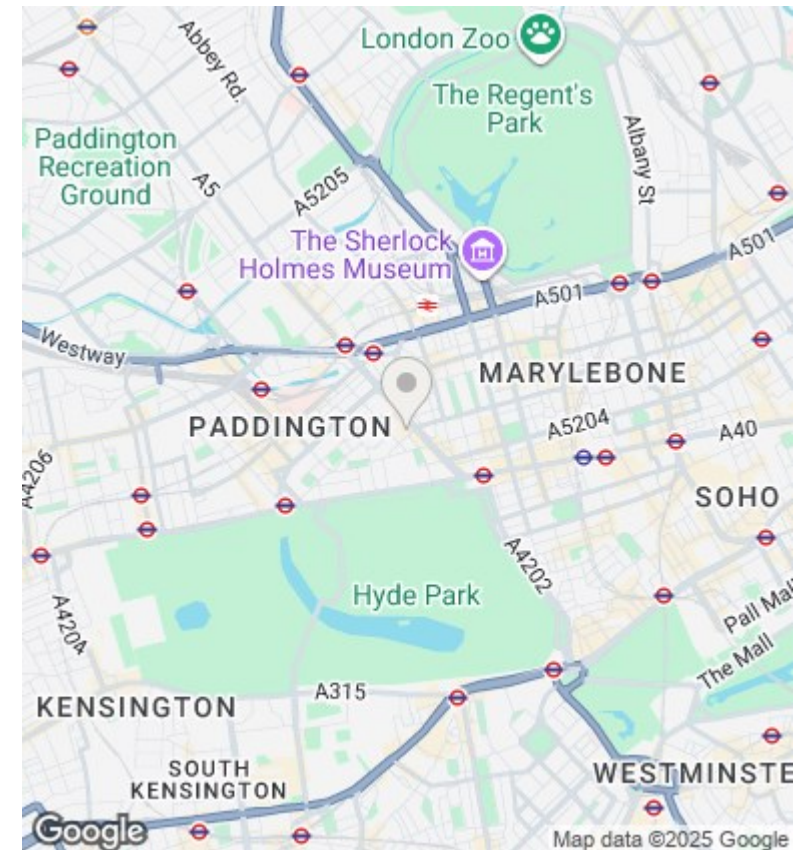 London Zoo
Abbey Rd.
The Regent's
Park
Albany St
Paddington
Recreation
Ground
A5
A5205
The Sherlock
Holmes Museum
A501
A501
Westway
MARYLEBONE
PADDINGTON
A5204
A40
A4206
SOHO
A4202
Hyde Park
Pall Mall
A4204
The Mall
A315
KENSINGTON
SOUTH
KENSINGTON
WESTMINSTE
Google
Map data ©2025 Google